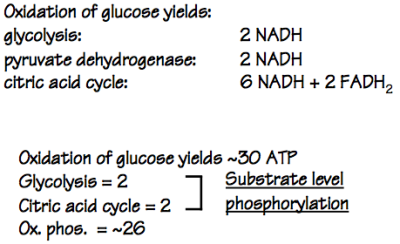 Oxidation of glucose yields:
glycolysis: 2 NADH
pyruvate dehydrogenase: 2 NADH
citric acid cycle: 6 NADH + 2 FADH₂
Oxidation of glucose yields ~30 ATP
Glycolysis = 2 Substrate level
Citric acid cycle = 2 phosphorylation
Ox. phos. = ~26